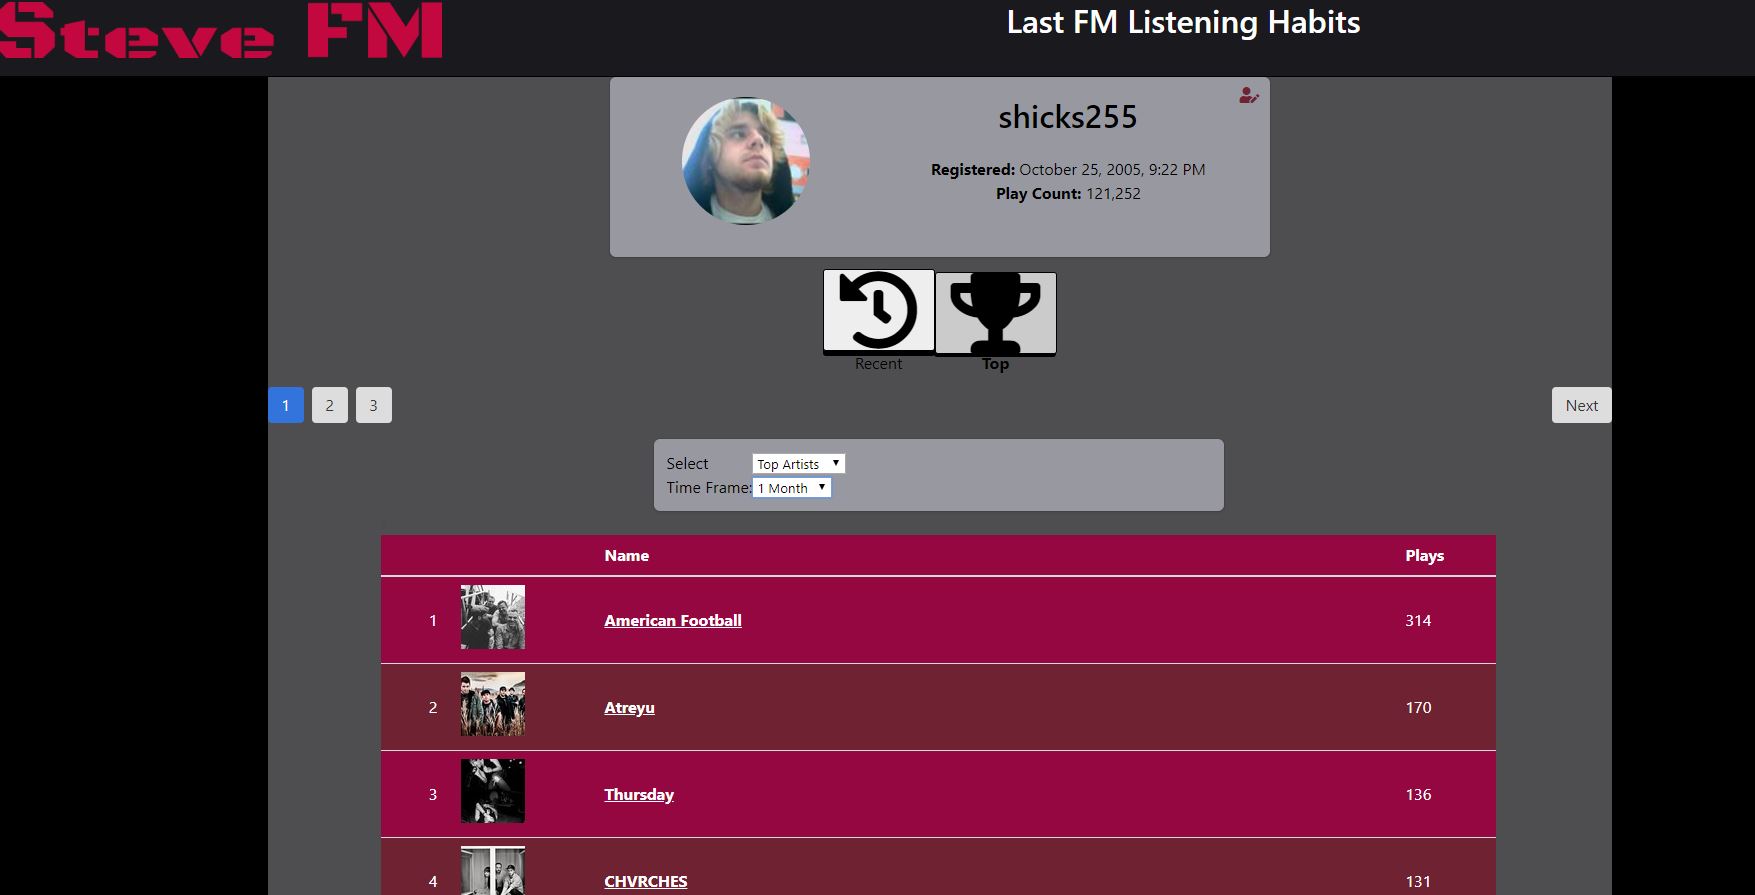 Steve FM
Last FM Listening Habits
shicks255
Registered: October 25, 2005, 9:22 PM
Play Count: 121,252
Recent
Top
1 2 3 Next
Select Top Artists
Time Frame: 1 Month
Name Plays
1 American Football 314
2 Atreyu 170
3 Thursday 136
4 CHVRCHES 131